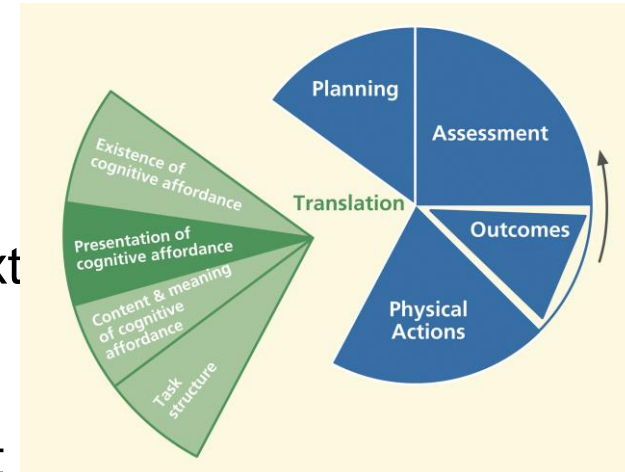 Planning
Assessment
Existence of
cognitive affordance
Translation
Outcomes
Presentation of
cognitive affordance
xt
Content & meaning
of cognitive
affordance
Physical
Actions
Task
structure